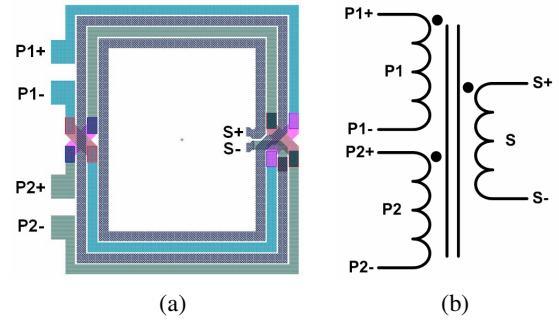 P1+
P1-
P2+
P2-
S+
S-
(a)
P1+
P1
P1-
P2+
P2
P2-
S+
S
S-
(b)